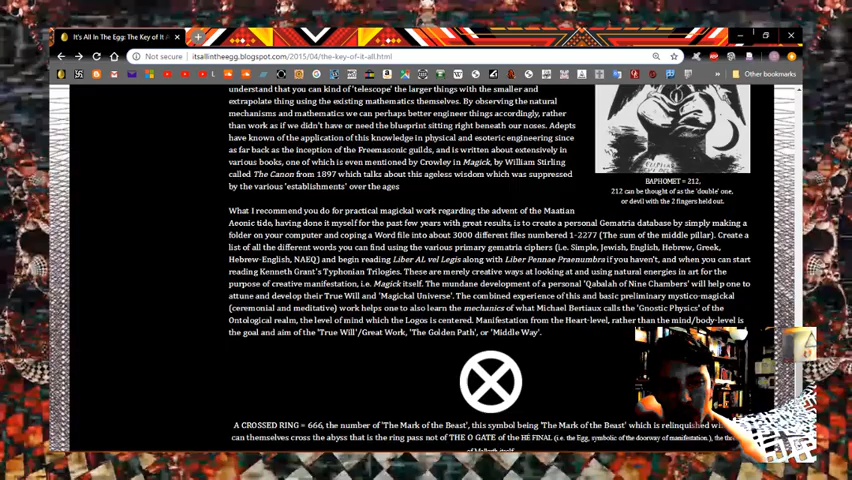 It's All In The Egg: The Key of It A
Not secure
itsallintheegg.blogspot.com/2015/04/the-key-of-it-all.html
Other bookmarks
understand that you can kind of 'telescope' the larger things with the smaller and
extrapolate thing using the existing mathematics themselves. By observing the natural
mechanisms and mathematics we can perhaps better engineer things accordingly, rather
than work as if we didn't have or need the blueprint sitting right beneath our noses. Adepts
have known of the application of this knowledge in physical and esoteric engineering since
as far back as the inception of the Freemasonic guilds, and is written about extensively in
various books, one of which is even mentioned by Crowley in Magick, by William Stirling
called The Canon from 1897 which talks about this ageless wisdom which was suppressed
by the various 'establishments' over the ages
BAPHOMET = 212,
212 can be thought of as the 'double' one,
or devil with the 2 fingers held out.
What I recommend you do for practical magickal work regarding the advent of the Maatian
Aeonic tide, having done it myself for the past few years with great results, is to create a personal Gematria database by simply making a
folder on your computer and coping a Word file into about 3000 different files numbered 1-2277 (The sum of the middle pillar). Create a
list of all the different words you can find using the various primary gematria ciphers (i.e. Simple, Jewish, English, Hebrew, Greek,
Hebrew-English, NAEQ) and begin reading Liber AL vel Legis along with Liber Pennae Praenumbra if you haven't, and when you can start
reading Kenneth Grant's Typhonian Trilogies. These are merely creative ways at looking at and using natural energies in art for the
purpose of creative manifestation, i.e. Magick itself. The mundane development of a personal 'Qabalah of Nine Chambers' will help one to
attune and develop their True Will and 'Magickal Universe'. The combined experience of this and basic preliminary mystico-magickal
(ceremonial and meditative) work helps one to also learn the mechanics of what Michael Bertiaux calls the 'Gnostic Physics' of the
Ontological realm, the level of mind which the Logos is centered. Manifestation from the Heart-level, rather than the mind/body-level is
the goal and aim of the 'True Will'/Great Work, 'The Golden Path', or 'Middle Way'.
A CROSSED RING = 666, the number of 'The Mark of the Beast', this symbol being 'The Mark of the Beast' which is relinquished
can themselves cross the abyss that is the ring pass not of THE O GATE of the HÉ FINAL (i.e. the Egg, symbolic of the doorway of manifestation.), the
of Malkuth itself